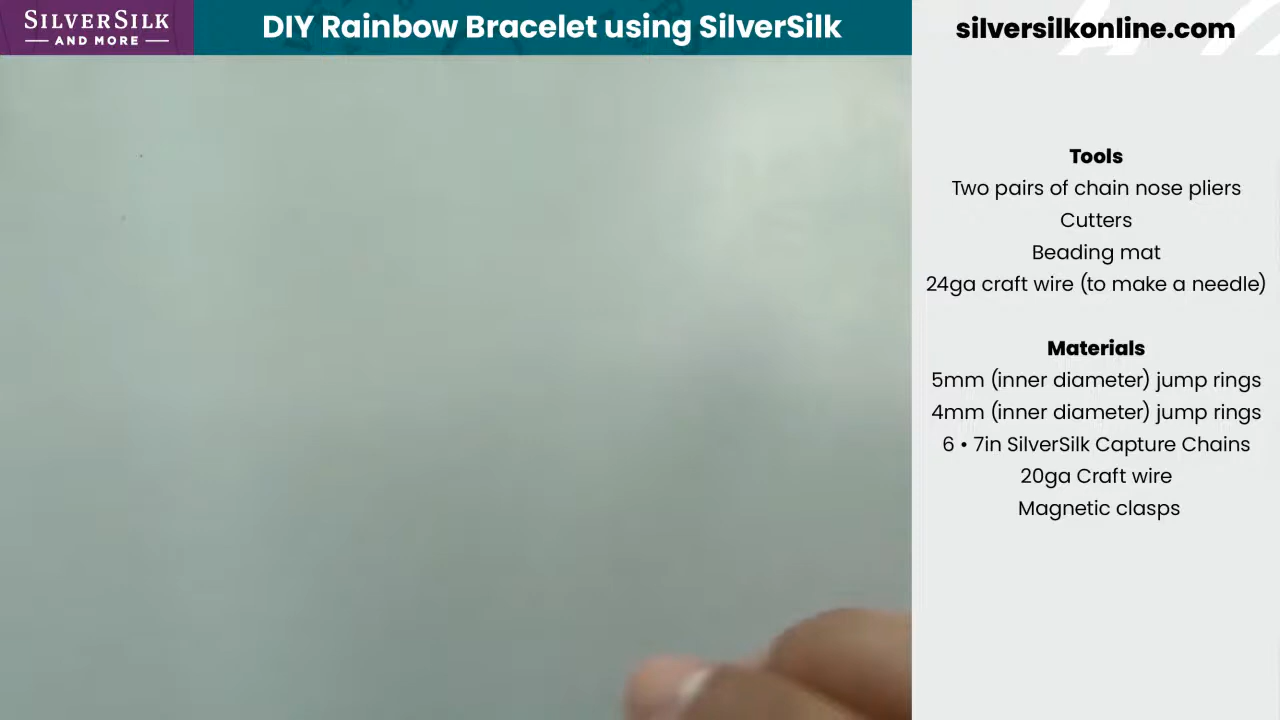 SILVERSILK
AND MORE
DIY Rainbow Bracelet using SilverSilk
silversilkonline.com
Tools
Two pairs of chain nose pliers
Cutters
Beading mat
24ga craft wire (to make a needle)
Materials
5mm (inner diameter) jump rings
4mm (inner diameter) jump rings
6 • 7in SilverSilk Capture Chains
20ga Craft wire
Magnetic clasps